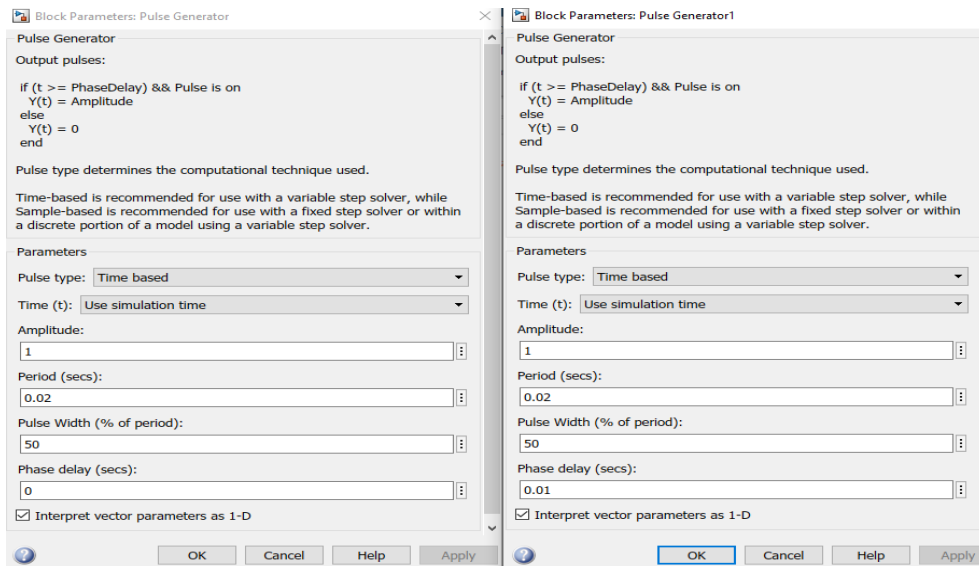 Block Parameters: Pulse Generator
Pulse Generator
Output pulses:
if (t >= PhaseDelay) && Pulse is on
Y(t) = Amplitude
else
Y(t) = 0
end
Pulse type determines the computational technique used.
Time-based is recommended for use with a variable step solver, while
Sample-based is recommended for use with a fixed step solver or within
a discrete portion of a model using a variable step solver.
Parameters
Pulse type: Time based
Time (t): Use simulation time
Amplitude:
1
Period (secs):
0.02
Pulse Width (% of period):
50
Phase delay (secs):
0
Interpret vector parameters as 1-D
OK Cancel Help Apply
Block Parameters: Pulse Generator1
Pulse Generator
Output pulses:
if (t >= PhaseDelay) && Pulse is on
Y(t) = Amplitude
else
Y(t) = 0
end
Pulse type determines the computational technique used.
Time-based is recommended for use with a variable step solver, while
Sample-based is recommended for use with a fixed step solver or within
a discrete portion of a model using a variable step solver.
Parameters
Pulse type: Time based
Time (t): Use simulation time
Amplitude:
1
Period (secs):
0.02
Pulse Width (% of period):
50
Phase delay (secs):
0.01
Interpret vector parameters as 1-D
OK Cancel Help Apply